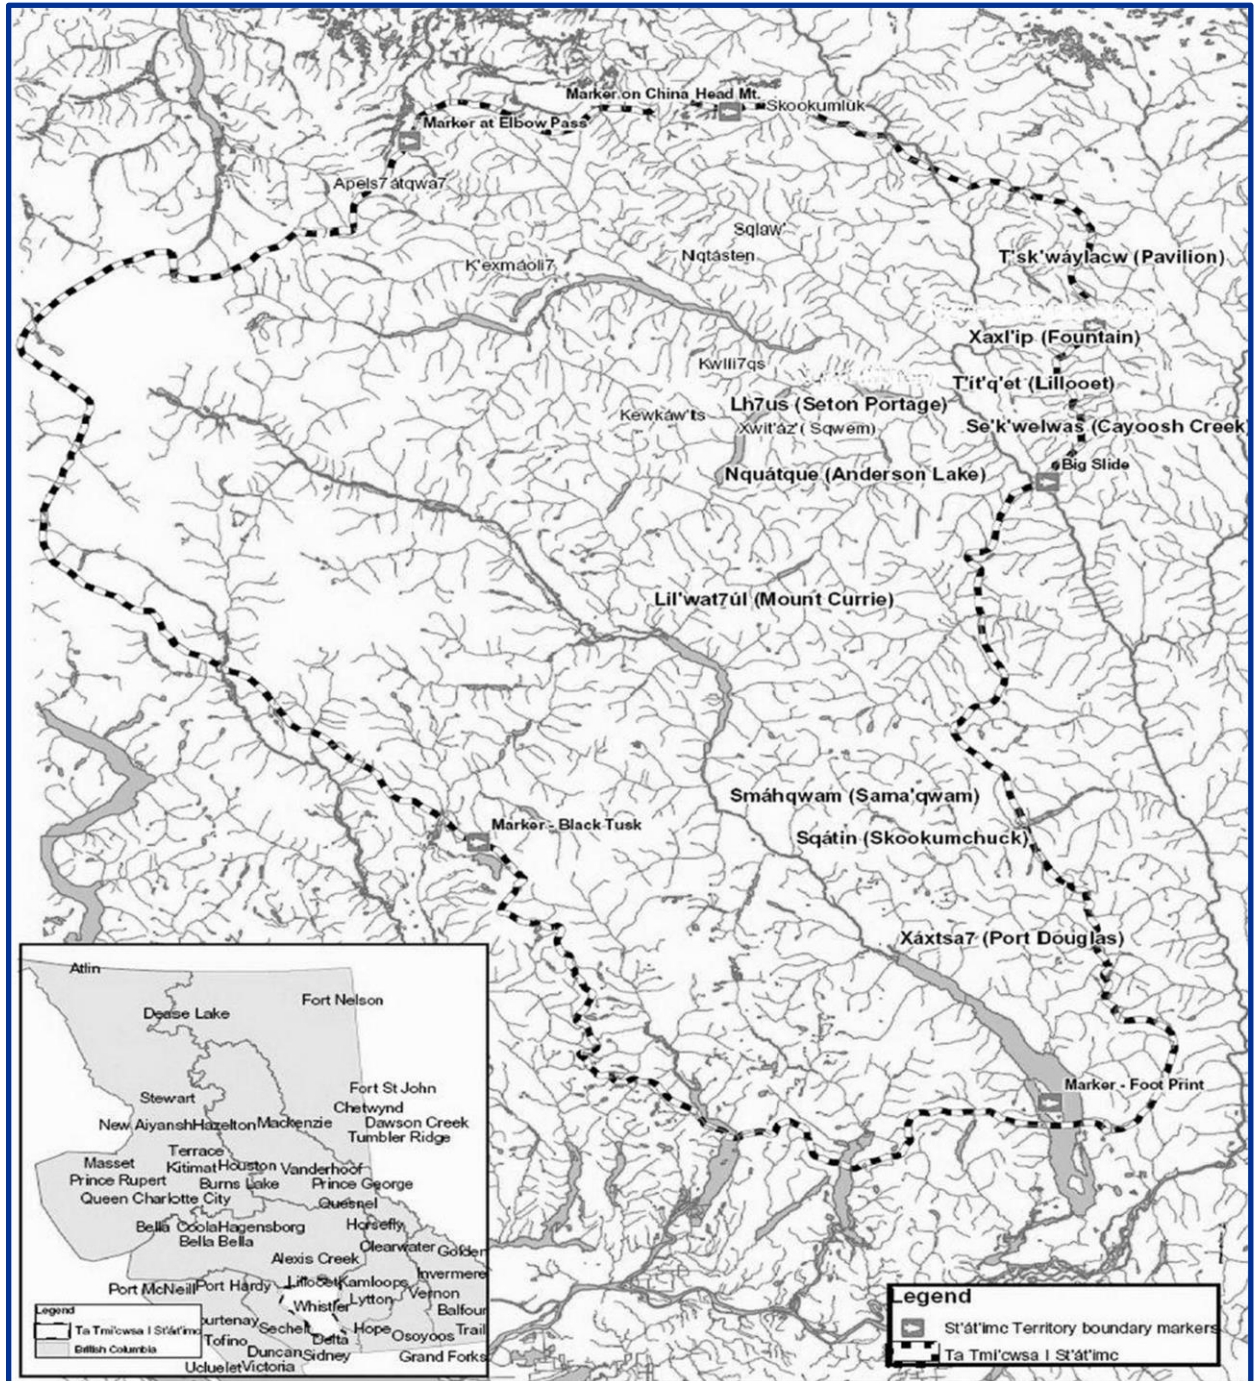 Marker on China Head Mt.
Skookumluk
Marker at Elbow Pass
Apels7átqwa7
Sqlaw'
Nqtásten
K'exmáoli7
T'sk'wáylacw (Pavilion)
Xaxl'ip (Fountain)
Kwlli7qs
T'ít'q'et (Lillooet)
Lh7us (Seton Portage)
Kewkaw'ts
Xwit'áz' ( Sqwem)
Se'k'welwas (Cayoosh Creek
Big Slide
Nquátque (Anderson Lake)
Lil'wat7úl (Mount Currie)
Smáhqwam (Sama'qwam)
Marker - Black Tusk
Sqátin (Skookumchuck)
Xáxtsa7 (Port Douglas)
Marker - Foot Print
Atlin
Fort Nelson
Dease Lake
Fort St John
Stewart
Chetwynd
New Aiyansh
Hazelton
Mackenzie
Dawson Creek
Tumbler Ridge
Terrace
Masset
Kitimat
Houston
Vanderhoof
Prince Rupert
Burns Lake
Prince George
Queen Charlotte City
Quesnel
Bella Coola
Hagensborg
Horsefly
Bella Bella
Clearwater
Golden
Alexis Creek
Invermere
Port McNeill
Port Hardy
Lillooet
Kamloops
Vernon
Whistler
Lytton
Balfour
urtenay
Sechelt
Hope
Trail
Tofino
Delta
Osoyoos
Duncan
Sidney
Grand Forks
Ucluelet
Victoria
Legend
Ta Tmi'cwsa I St'át'imc
British Columbia
Legend
St'át'imc Territory boundary markers
Ta Tmi'cwsa I St'át'imc